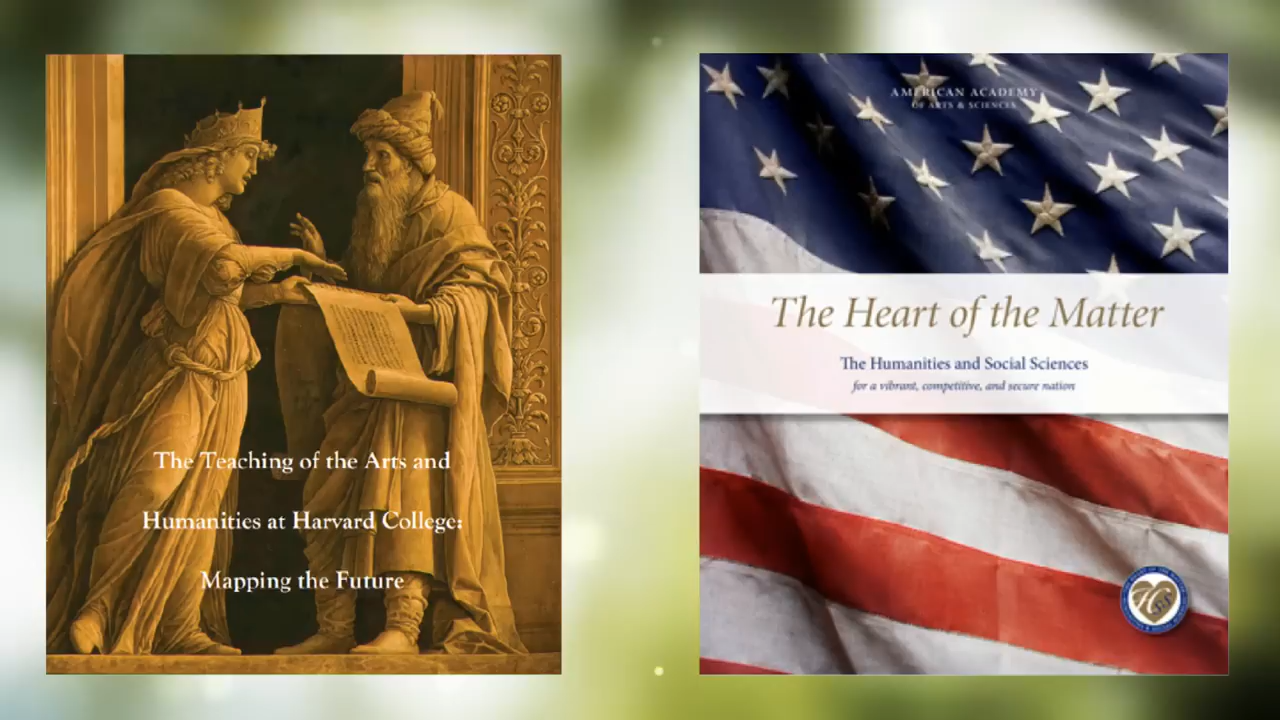 The Teaching of the Arts and
Humanities at Harvard College:
Mapping the Future
AMERICAN ACADEMY
OF ARTS & SCIENCES
The Heart of the Matter
The Humanities and Social Sciences
for a vibrant, competitive, and secure nation